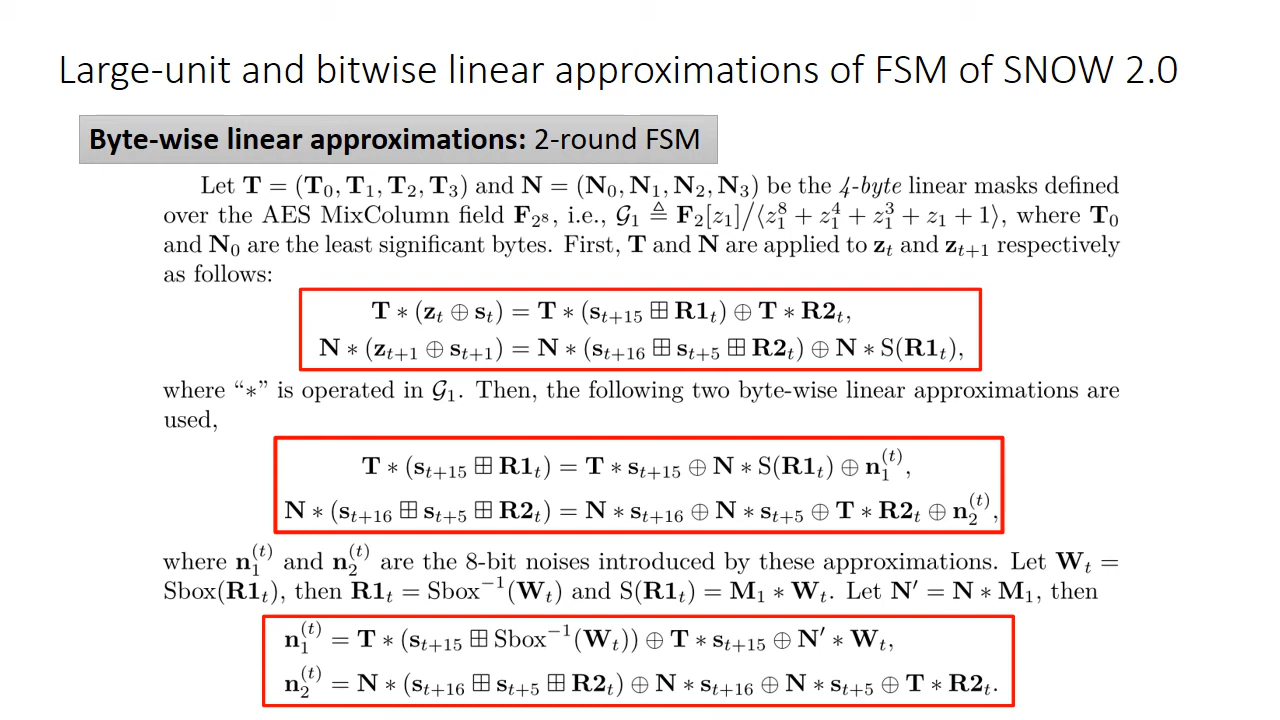 Large-unit and bitwise linear approximations of FSM of SNOW 2.0
Byte-wise linear approximations: 2-round FSM
Let T = (T₀, T₁, T₂, T₃) and N = (N₀, N₁, N₂, N₃) be the 4-byte linear masks defined
over the AES MixColumn field F₂⁸, i.e., 𝒢₁ ≜ F₂[z₁]/⟨z₁⁸ + z₁⁴ + z₁³ + z₁ + 1⟩, where T₀
and N₀ are the least significant bytes. First, T and N are applied to zₜ and zₜ₊₁ respectively
as follows:
T ∗ (zₜ ⊕ sₜ) = T ∗ (sₜ₊₁₅ ⊞ R1ₜ) ⊕ T ∗ R2ₜ,
N ∗ (zₜ₊₁ ⊕ sₜ₊₁) = N ∗ (sₜ₊₁₆ ⊞ sₜ₊₅ ⊞ R2ₜ) ⊕ N ∗ S(R1ₜ),
where “∗” is operated in 𝒢₁. Then, the following two byte-wise linear approximations are
used,
T ∗ (sₜ₊₁₅ ⊞ R1ₜ) = T ∗ sₜ₊₁₅ ⊕ N ∗ S(R1ₜ) ⊕ n₁⁽ᵗ⁾,
N ∗ (sₜ₊₁₆ ⊞ sₜ₊₅ ⊞ R2ₜ) = N ∗ sₜ₊₁₆ ⊕ N ∗ sₜ₊₅ ⊕ T ∗ R2ₜ ⊕ n₂⁽ᵗ⁾,
where n₁⁽ᵗ⁾ and n₂⁽ᵗ⁾ are the 8-bit noises introduced by these approximations. Let Wₜ =
Sbox(R1ₜ), then R1ₜ = Sbox⁻¹(Wₜ) and S(R1ₜ) = M₁ ∗ Wₜ. Let N′ = N ∗ M₁, then
n₁⁽ᵗ⁾ = T ∗ (sₜ₊₁₅ ⊞ Sbox⁻¹(Wₜ)) ⊕ T ∗ sₜ₊₁₅ ⊕ N′ ∗ Wₜ,
n₂⁽ᵗ⁾ = N ∗ (sₜ₊₁₆ ⊞ sₜ₊₅ ⊞ R2ₜ) ⊕ N ∗ sₜ₊₁₆ ⊕ N ∗ sₜ₊₅ ⊕ T ∗ R2ₜ.